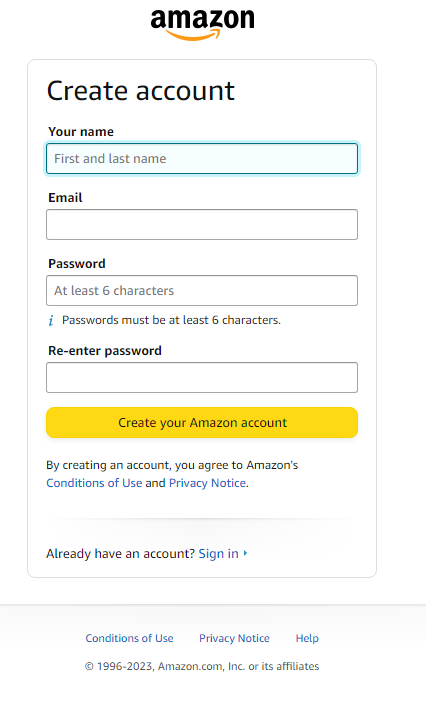 amazon
Create account
Your name
First and last name
Email
Password
At least 6 characters
i Passwords must be at least 6 characters.
Re-enter password
Create your Amazon account
By creating an account, you agree to Amazon's
Conditions of Use and Privacy Notice.
Already have an account? Sign in
Conditions of Use Privacy Notice Help
© 1996-2023, Amazon.com, Inc. or its affiliates